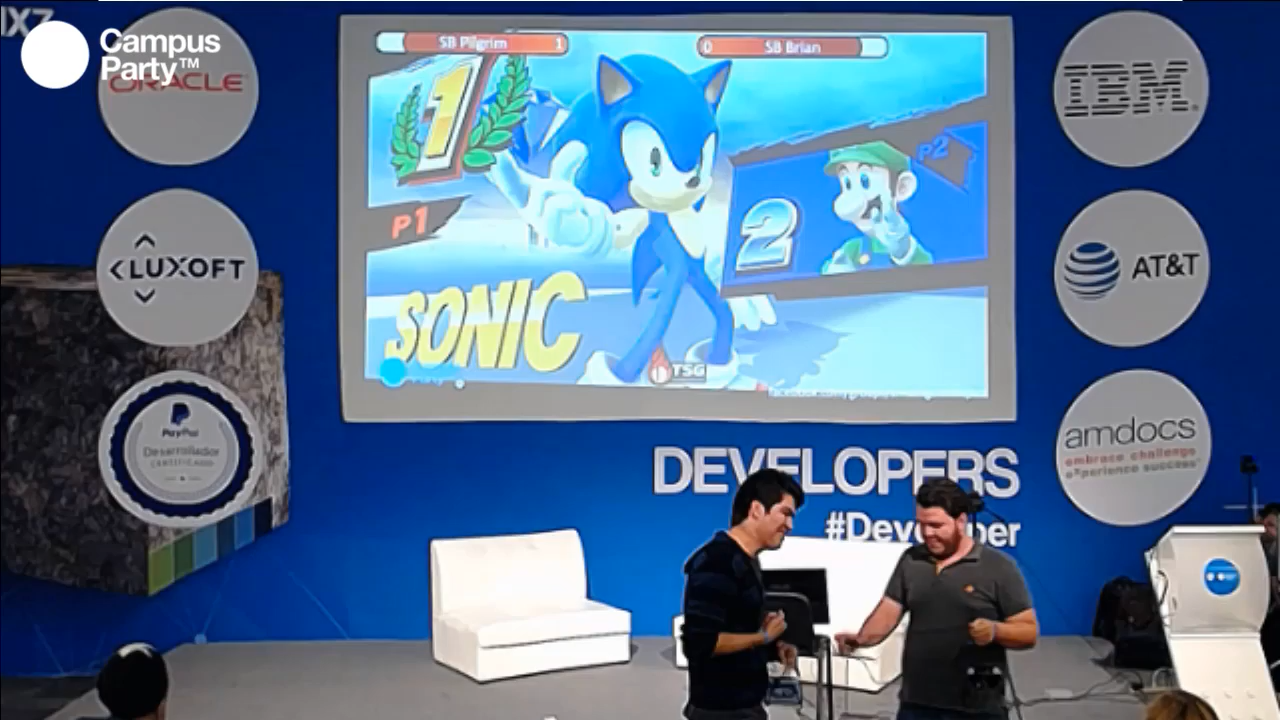 Campus
Party™
ORACLE
SB Pilgrim 1
0 SB Brian
IBM
1
P1
P2
2
SONIC
TSG
<LUXOFT
AT&T
PayPal
Desarrollador
CERTIFICADO
amdocs
embrace challenge
experience success
DEVELOPERS